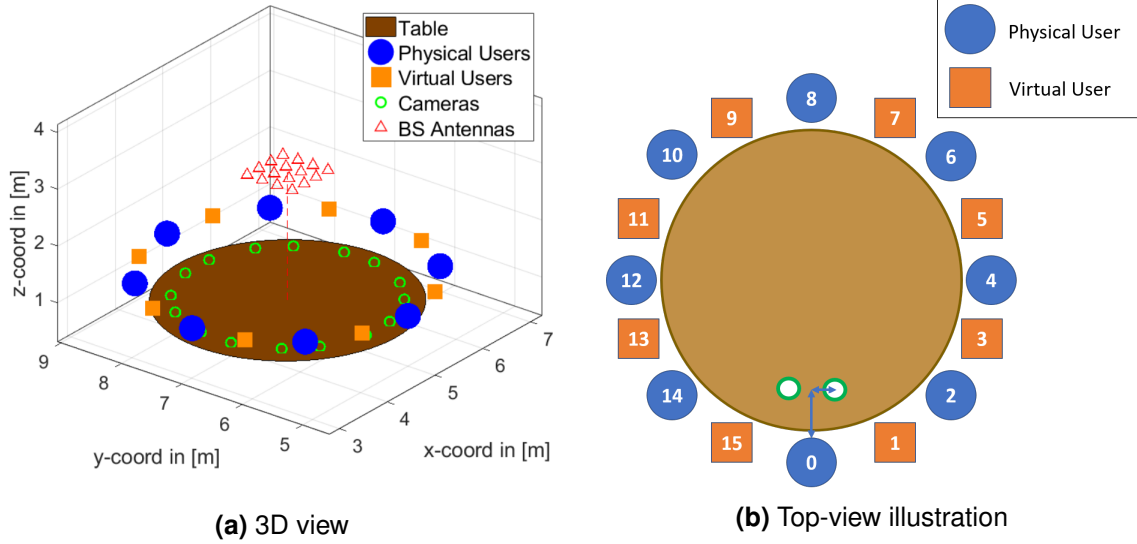 Table
Physical Users
Virtual Users
Cameras
BS Antennas
4
3
2
1
z-coord in [m]
9
8
7
6
5
y-coord in [m]
3
4
5
6
7
x-coord in [m]
(a) 3D view
Physical User
Virtual User
8
9
7
10
6
11
5
12
4
13
3
14
2
15
1
0
(b) Top-view illustration